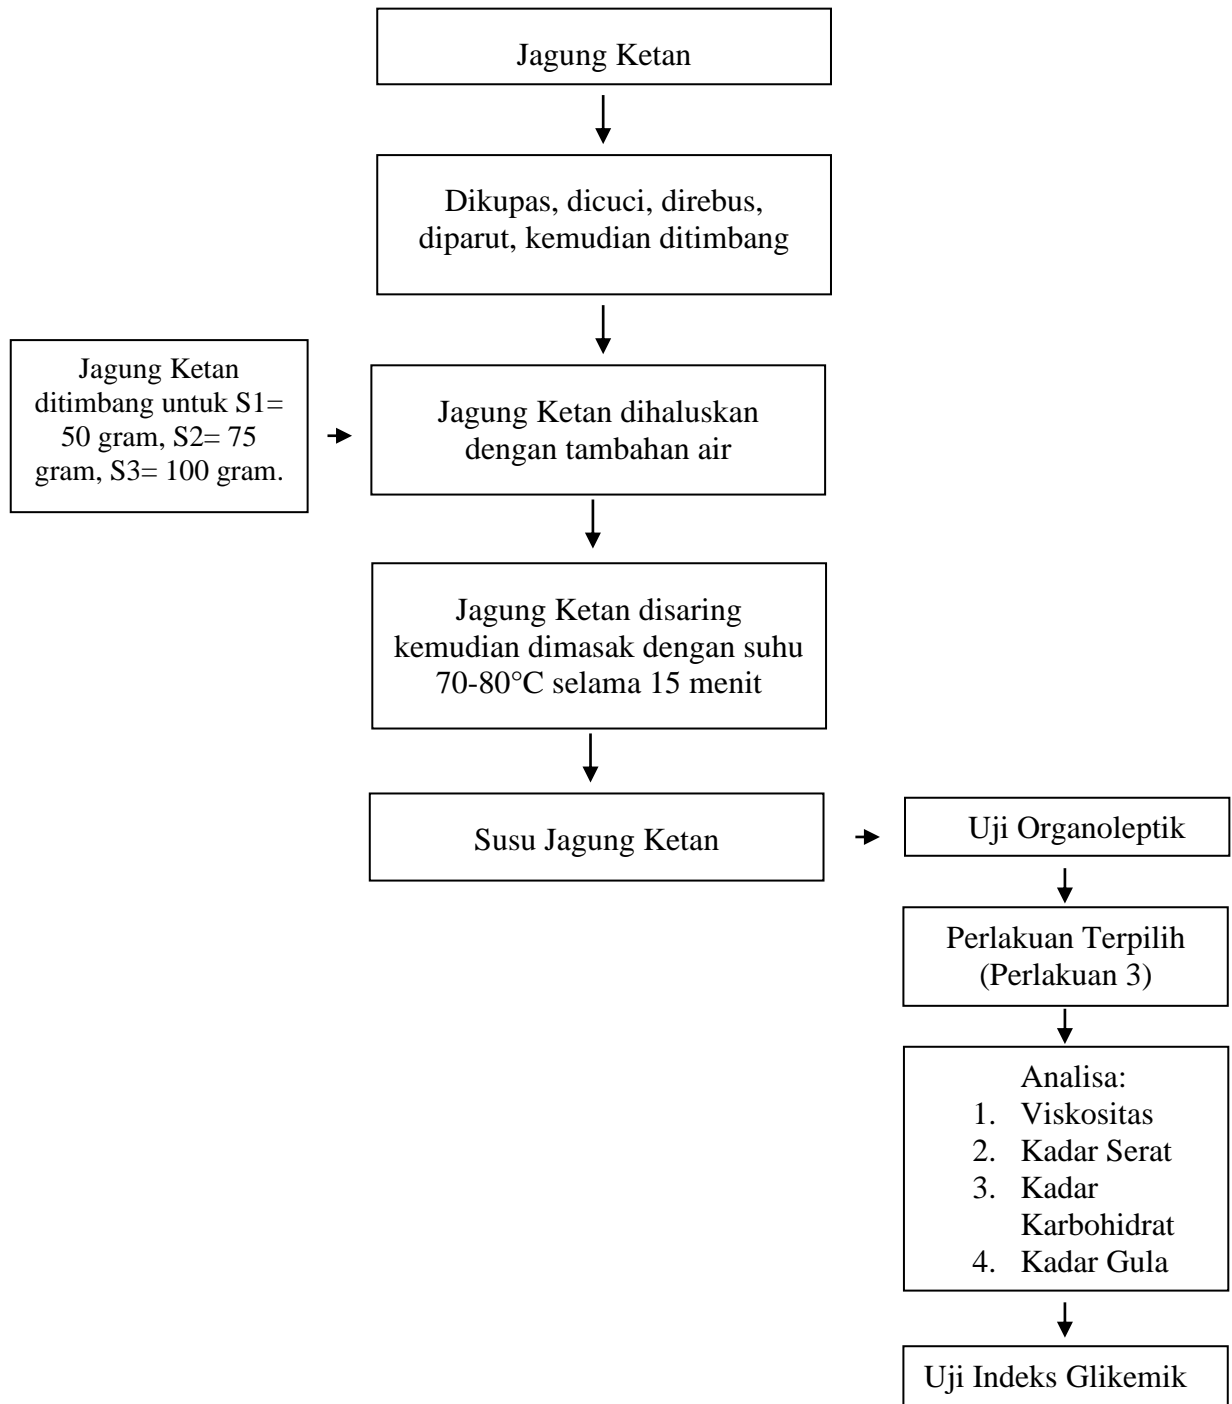 Jagung Ketan
Dikupas, dicuci, direbus,
diparut, kemudian ditimbang
Jagung Ketan
ditimbang untuk S1=
50 gram, S2= 75
gram, S3= 100 gram.
Jagung Ketan dihaluskan
dengan tambahan air
Jagung Ketan disaring
kemudian dimasak dengan suhu
70-80°C selama 15 menit
Susu Jagung Ketan
Uji Organoleptik
Perlakuan Terpilih
(Perlakuan 3)
Analisa:
1. Viskositas
2. Kadar Serat
3. Kadar
Karbohidrat
4. Kadar Gula
Uji Indeks Glikemik